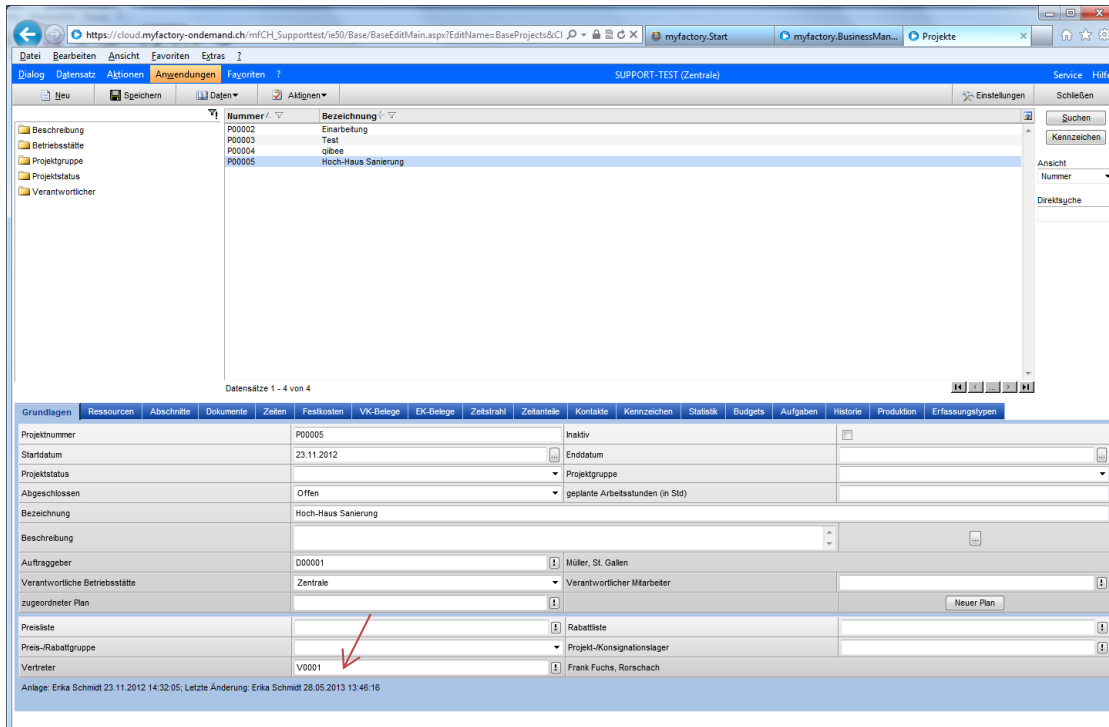 https://cloud.myfactory-ondemand.ch/mfCH_Supporttest/ie50/Base/BaseEditMain.aspx?EditName=BaseProjects&Cl
myfactory.Start
myfactory.BusinessMan...
Projekte
Datei Bearbeiten Ansicht Favoriten Extras ?
Dialog Datensatz Aktionen Anwendungen Favoriten ? SUPPORT-TEST (Zentrale) Service Hilfe
Neu Speichern Daten Aktionen Einstellungen Schließen
Nummer Bezeichnung
Suchen
Kennzeichen
Ansicht
Nummer
Direktsuche
Beschreibung
Betriebsstätte
Projektgruppe
Projektstatus
Verantwortlicher
P00002 Einarbeitung
P00003 Test
P00004 qiibee
P00005 Hoch-Haus Sanierung
Datensätze 1 - 4 von 4
Grundlagen Ressourcen Abschnitte Dokumente Zeiten Festkosten VK-Belege EK-Belege Zeitstrahl Zeitanteile Kontakte Kennzeichen Statistik Budgets Aufgaben Historie Produktion Erfassungstypen
Projektnummer P00005 Inaktiv
Startdatum 23.11.2012 ... Enddatum ...
Projektstatus Projektgruppe
Abgeschlossen Offen geplante Arbeitsstunden (in Std)
Bezeichnung Hoch-Haus Sanierung
Beschreibung ...
Auftraggeber D00001 ! Müller, St. Gallen
Verantwortliche Betriebsstätte Zentrale Verantwortlicher Mitarbeiter !
zugeordneter Plan ! Neuer Plan
Preisliste ! Rabattliste !
Preis-/Rabattgruppe Projekt-/Konsignationslager !
Vertreter V0001 ! Frank Fuchs, Rorschach
Anlage: Erika Schmidt 23.11.2012 14:32:05; Letzte Änderung: Erika Schmidt 28.05.2013 13:46:16